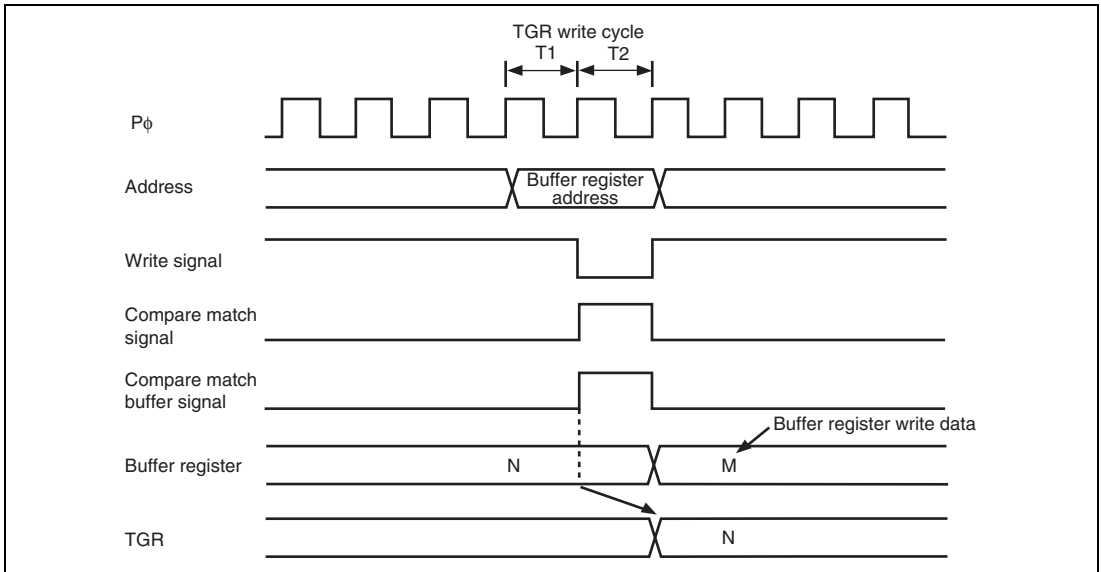 TGR write cycle
T1 T2
Pϕ
Address
Buffer register
address
Write signal
Compare match
signal
Compare match
buffer signal
Buffer register write data
Buffer register
N M
TGR
N